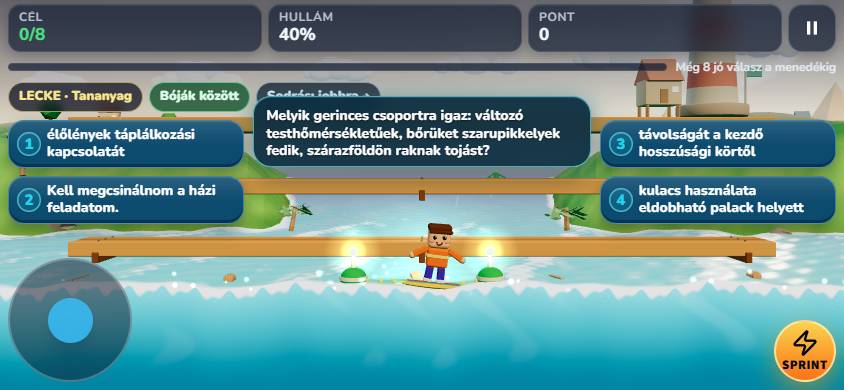 CÉL
0/8
HULLÁM
40%
PONT
0
Még 8 jó válasz a menedékig
LECKE · Tananyag
Bóják között
Melyik gerinces csoportra igaz: változó
testhőmérsékletűek, bőrüket szarupikkelyek
fedik, szárazföldön raknak tojást?
1
élőlények táplálkozási
kapcsolatát
2
Kell megcsinálnom a házi
feladatom.
3
távolságát a kezdő
hosszúsági körtől
4
kulacs használata
eldobható palack helyett
SPRINT